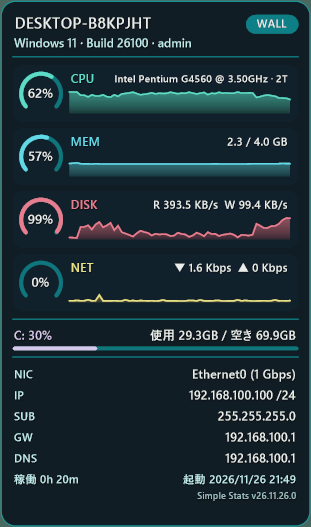 DESKTOP-B8KPJHT WALL
Windows 11 · Build 26100 · admin
62% CPU Intel Pentium G4560 @ 3.50GHz · 2T
57% MEM 2.3 / 4.0 GB
99% DISK R 393.5 KB/s W 99.4 KB/s
0% NET ▼ 1.6 Kbps ▲ 0 Kbps
C: 30% 使用 29.3GB / 空き 69.9GB
NIC Ethernet0 (1 Gbps)
IP 192.168.100.100 /24
SUB 255.255.255.0
GW 192.168.100.1
DNS 192.168.100.1
稼働 0h 20m 起動 2026/11/26 21:49
Simple Stats v26.11.26.0